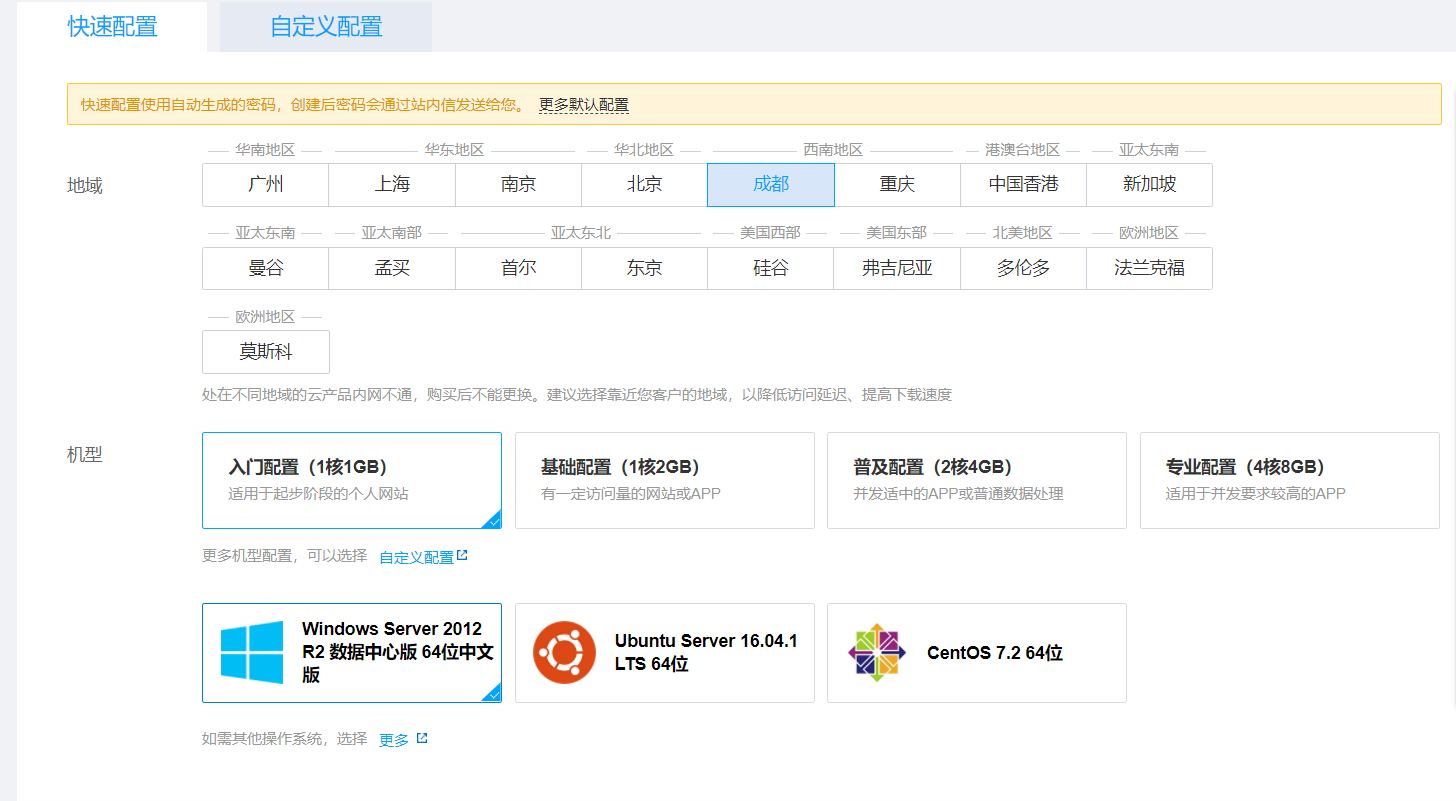 快速配置 自定义配置
快速配置使用自动生成的密码，创建后密码会通过站内信发送给您。 更多默认配置
华南地区 华东地区 华北地区 西南地区 港澳台地区 亚太东南
地域 广州 上海 南京 北京 成都 重庆 中国香港 新加坡
亚太东南 亚太南部 亚太东北 美国西部 美国东部 北美地区 欧洲地区
曼谷 孟买 首尔 东京 硅谷 弗吉尼亚 多伦多 法兰克福
欧洲地区
莫斯科
处在不同地域的云产品内网不通，购买后不能更换。建议选择靠近您客户的地域，以降低访问延迟、提高下载速度
机型
入门配置（1核1GB） 基础配置（1核2GB） 普及配置（2核4GB） 专业配置（4核8GB）
适用于起步阶段的个人网站 有一定访问量的网站或APP 并发适中的APP或普通数据处理 适用于并发要求较高的APP
更多机型配置，可以选择 自定义配置
Windows Server 2012
R2 数据中心版 64位中文
版
Ubuntu Server 16.04.1
LTS 64位
CentOS 7.2 64位
如需其他操作系统，选择 更多